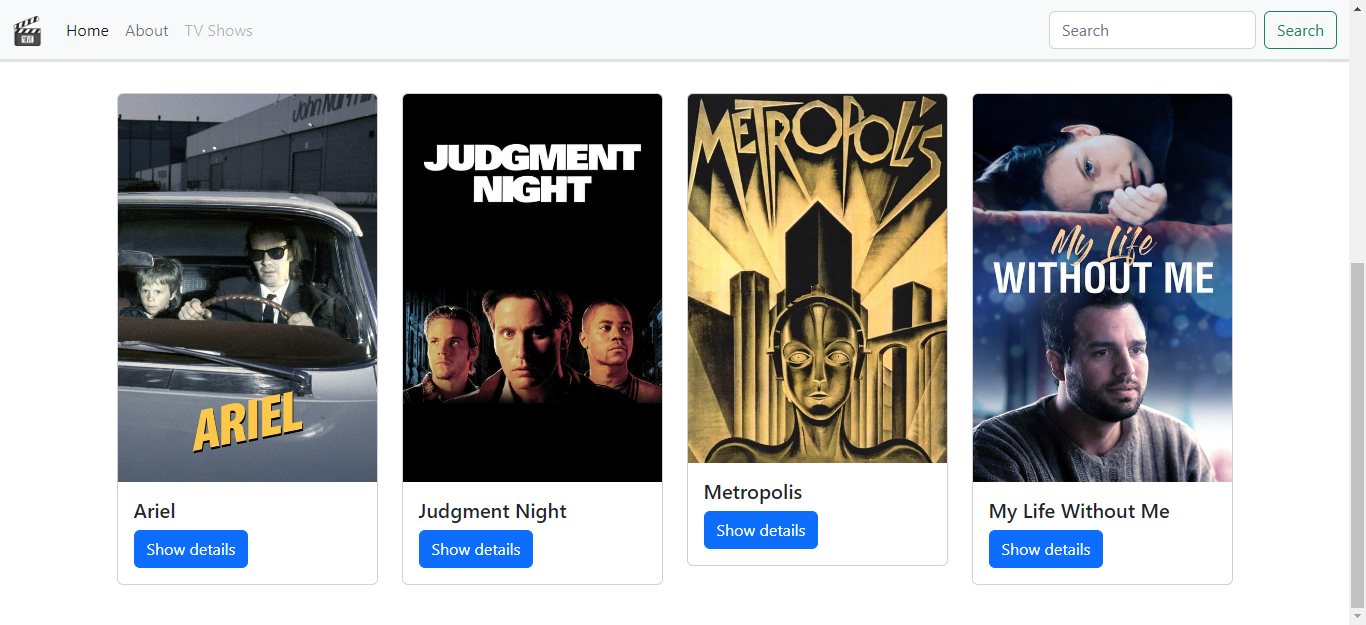 Home About TV Shows Search Search
JUDGMENT
NIGHT
METROPOLIS
My Life
WITHOUT ME
ARIEL
Ariel
Show details
Judgment Night
Show details
Metropolis
Show details
My Life Without Me
Show details